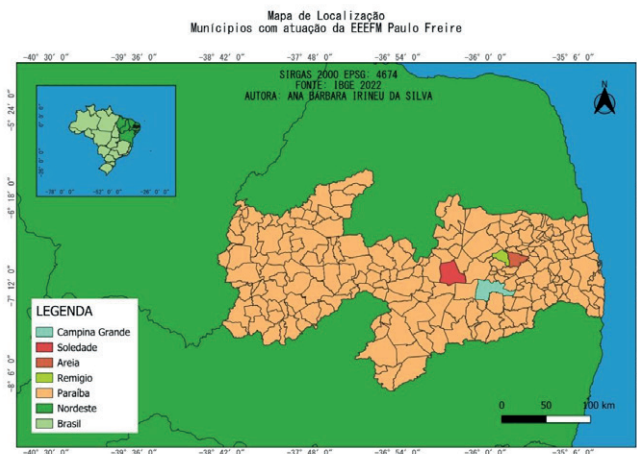 Mapa de Localização
Municípios com atuação da EEEFM Paulo Freire
-40° 30' 0" -39° 36' 0" -38° 42' 0" -37° 48' 0" -36° 54' 0" -36° 0' 0" -35° 6' 0"
SIRGAS 2000 EPSG: 4674
FONTE: IBGE 2022
AUTORA: ANA BÁRBARA IRINEU DA SILVA
N
-5° 24' 0"
-6° 18' 0"
-7° 12' 0"
-8° 6' 0"
LEGENDA
Campina Grande
Soledade
Areia
Remigio
Paraíba
Nordeste
Brasil
0 50 100 km
-40° 30' 0" -39° 36' 0" -38° 42' 0" -37° 48' 0" -36° 54' 0" -36° 0' 0" -35° 6' 0"